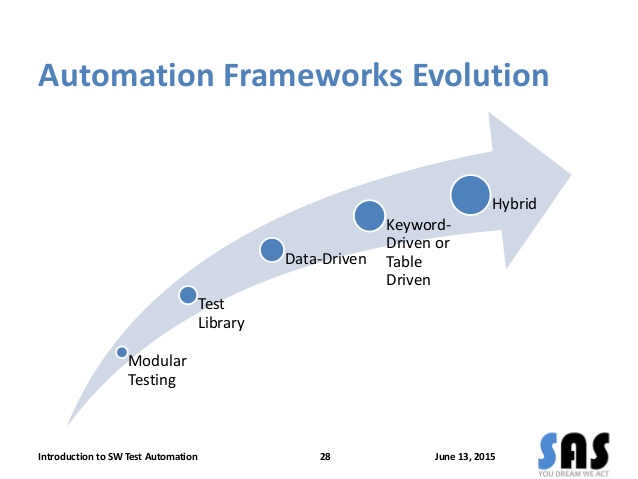 Automation Frameworks Evolution
Hybrid
Keyword-
Driven or
Table
Driven
Data-Driven
Test
Library
Modular
Testing
Introduction to SW Test Automation
28
June 13, 2015
SAS
YOU DREAM WE ACT